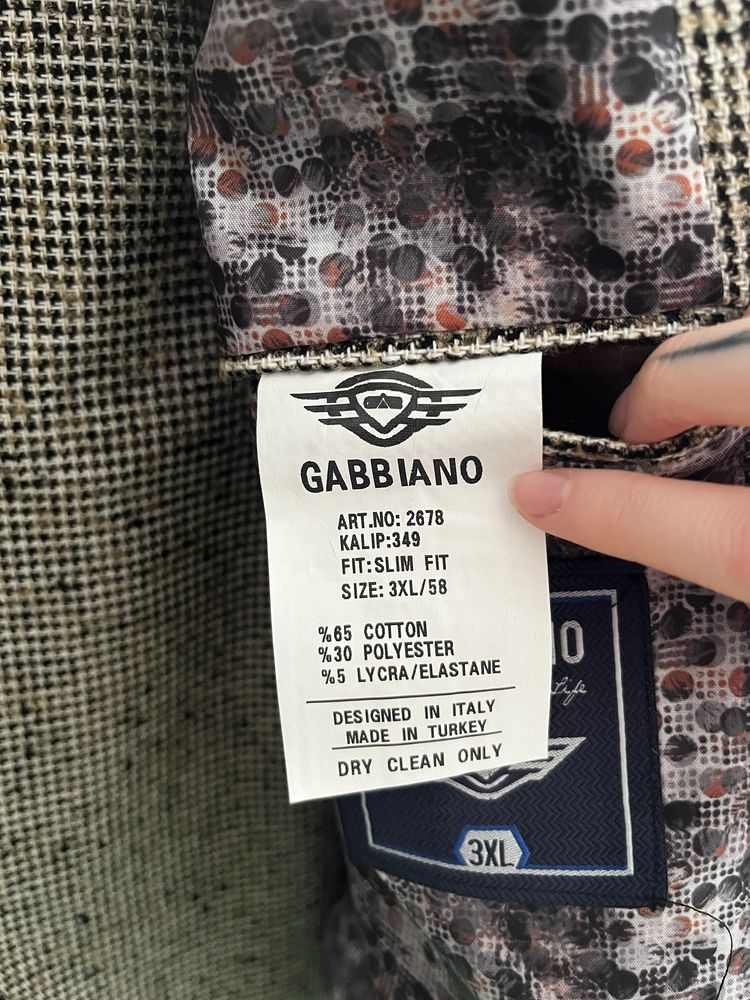 GABBIANO
ART.NO: 2678
KALIP:349
FIT:SLIM FIT
SIZE: 3XL/58
%65 COTTON
%30 POLYESTER
%5 LYCRA/ELASTANE
DESIGNED IN ITALY
MADE IN TURKEY
DRY CLEAN ONLY
Life
3XL